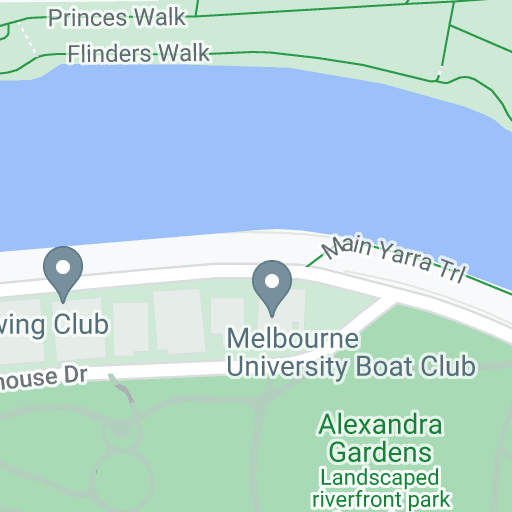 Princes Walk
Flinders Walk
Main Yarra Trl
wing Club
Melbourne
University Boat Club
house Dr
Alexandra
Gardens
Landscaped
riverfront park